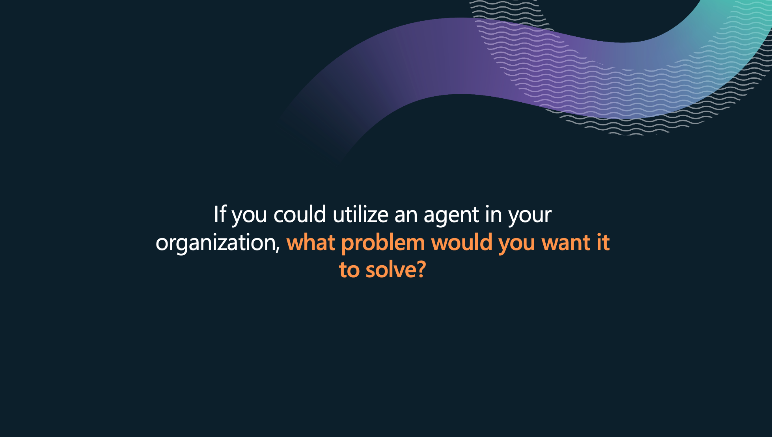 If you could utilize an agent in your
organization, what problem would you want it
to solve?